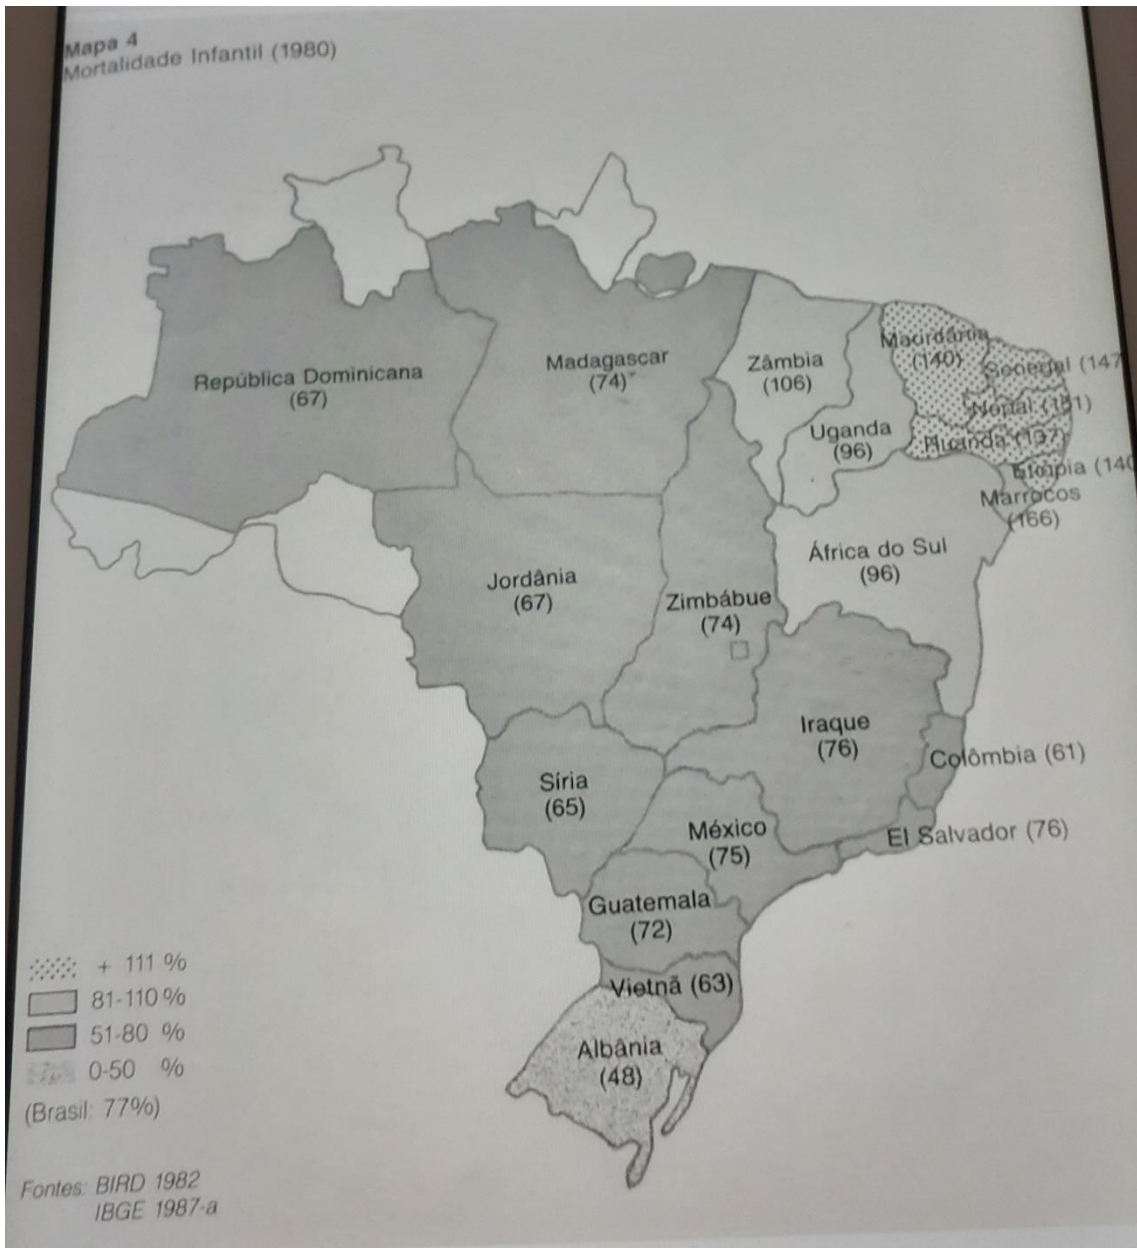 Mapa 4
Mortalidade Infantil (1980)
República Dominicana
(67)
Madagascar
(74)
Zâmbia
(106)
Uganda
(96)
(140)
Senegal (147
Nepal (151)
Ruanda (137)
Etiópia (140
Marrocos
(166)
África do Sul
(96)
Jordânia
(67)
Zimbábue
(74)
Iraque
(76)
Colômbia (61)
El Salvador (76)
Síria
(65)
México
(75)
Guatemala
(72)
Vietnã (63)
Albânia
(48)
+ 111 %
81-110 %
51-80 %
0-50 %
(Brasil: 77%)
Fontes: BIRD 1982
IBGE 1987-a